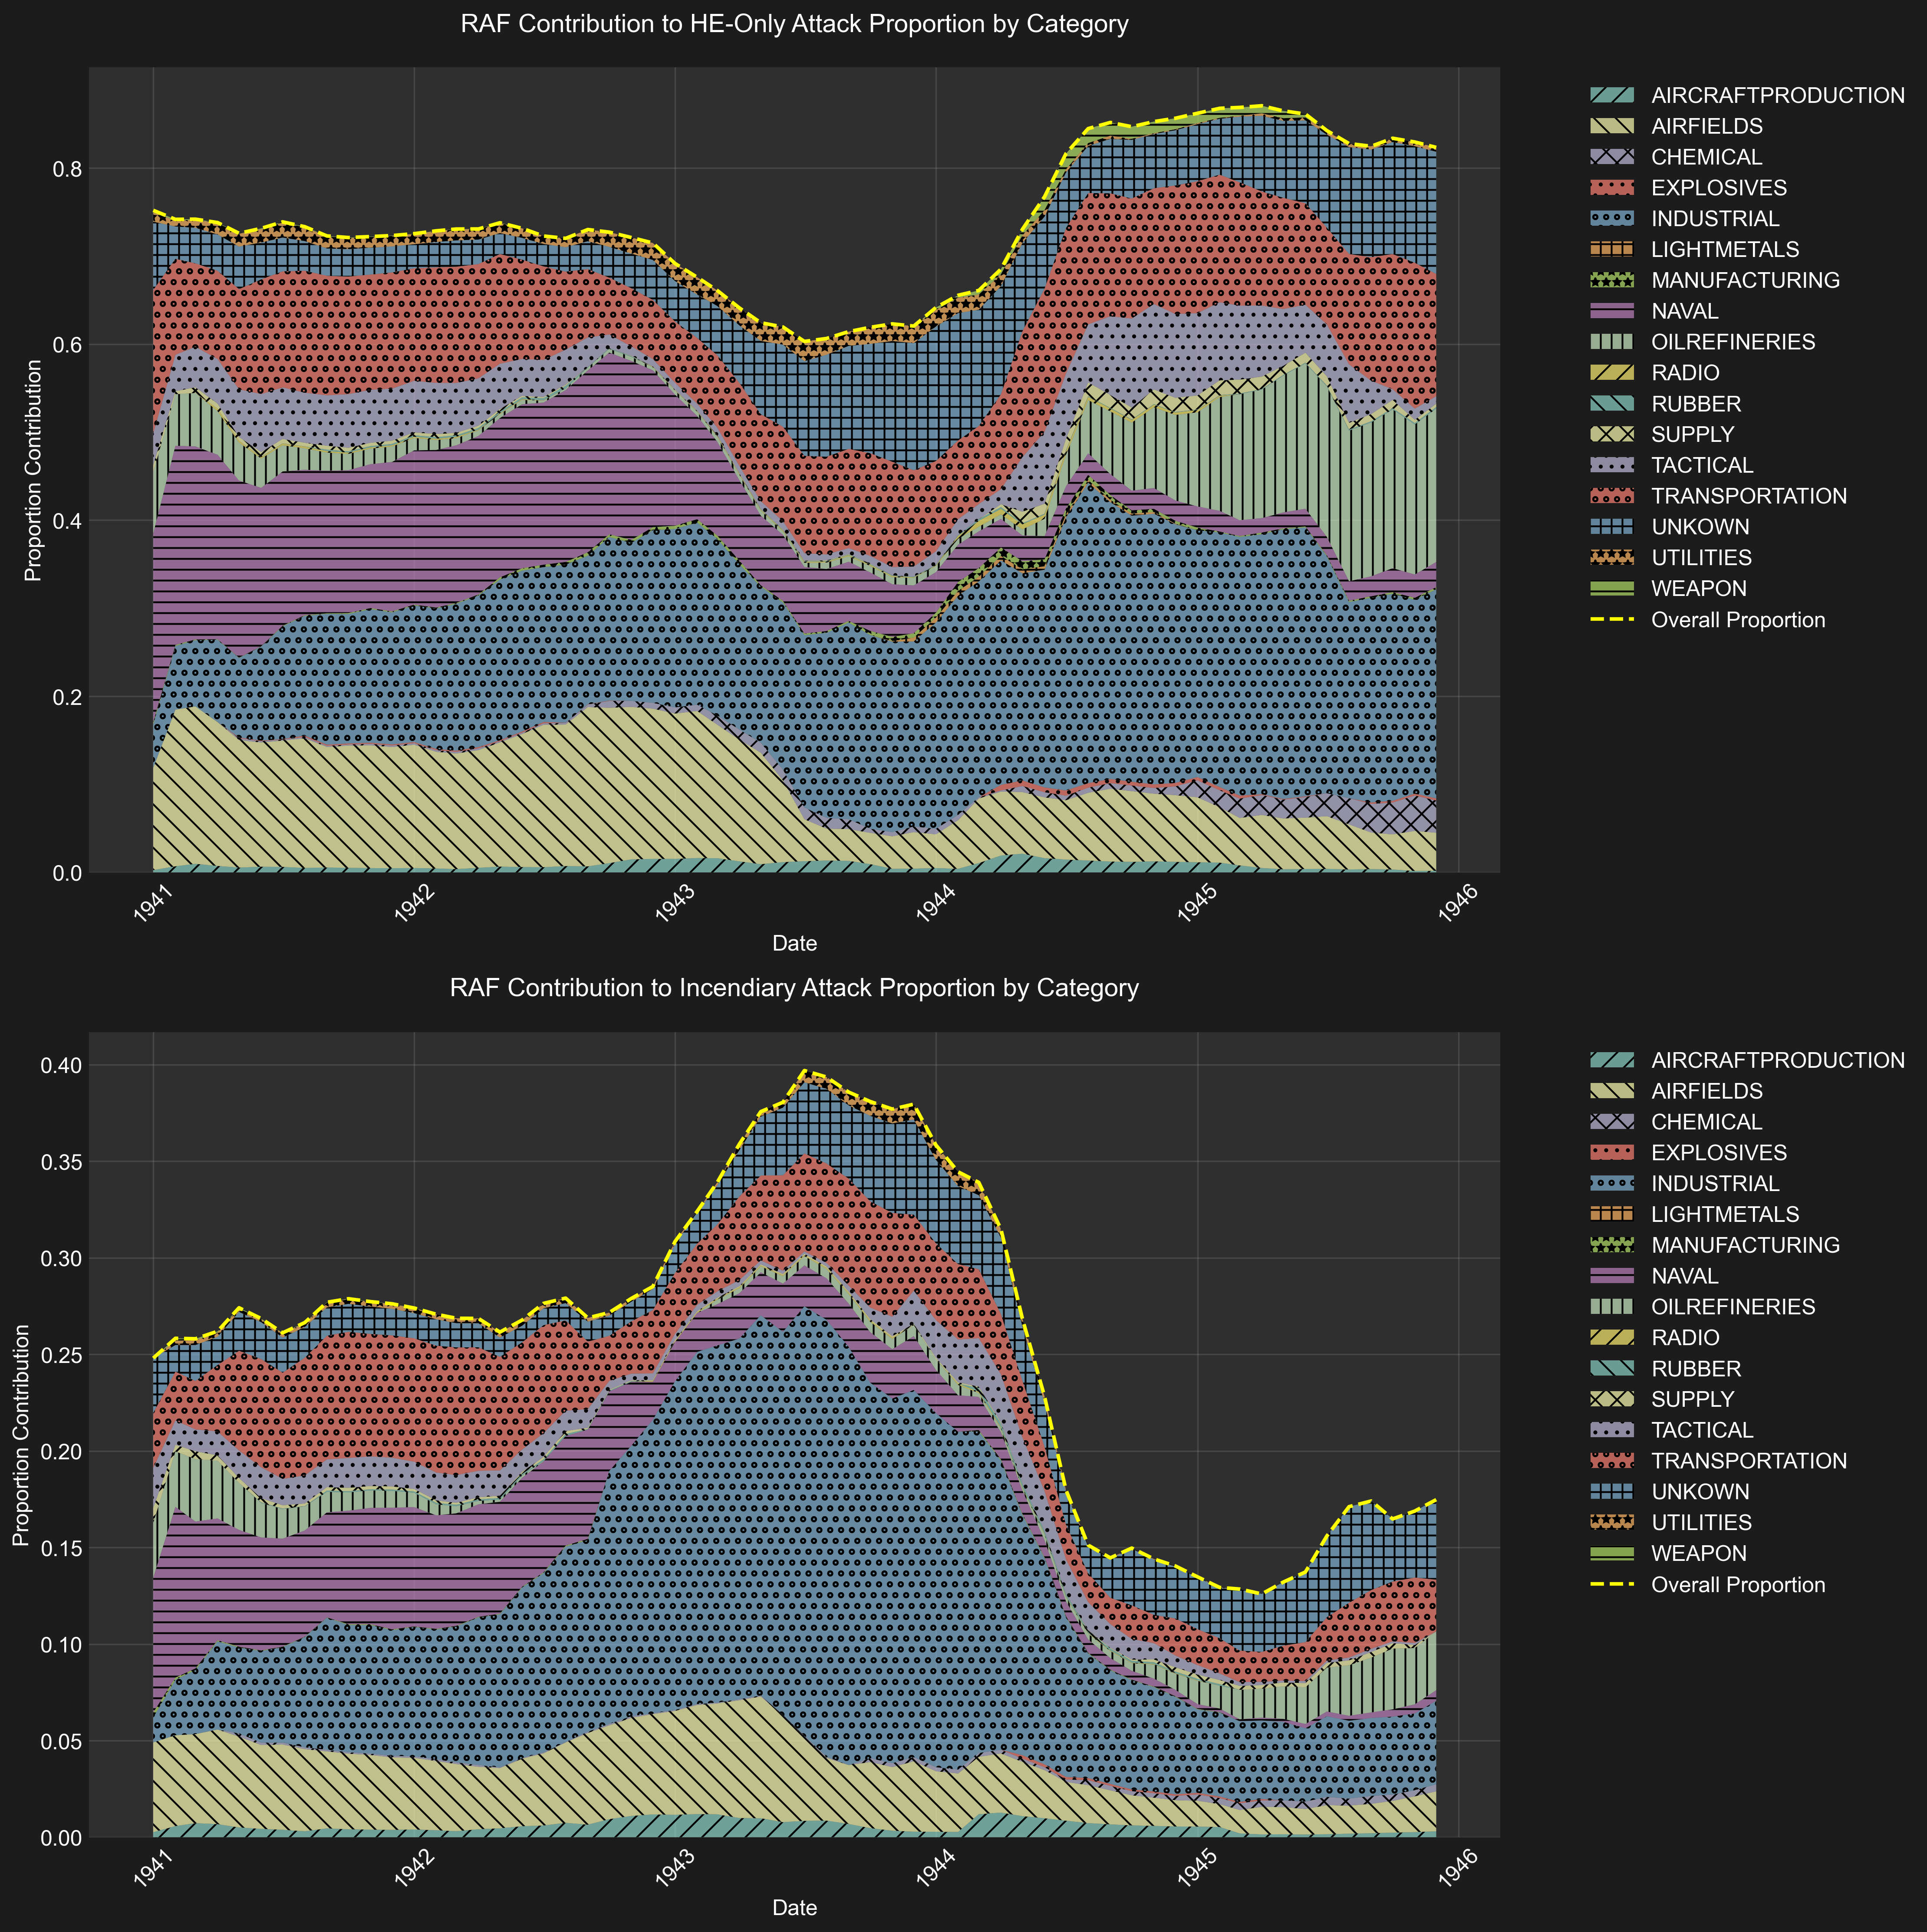 RAF Contribution to HE-Only Attack Proportion by Category
Proportion Contribution
0.8
0.6
0.4
0.2
0.0
1941
1942
1943
1944
1945
1946
Date
AIRCRAFTPRODUCTION
AIRFIELDS
CHEMICAL
EXPLOSIVES
INDUSTRIAL
LIGHTMETALS
MANUFACTURING
NAVAL
OILREFINERIES
RADIO
RUBBER
SUPPLY
TACTICAL
TRANSPORTATION
UNKOWN
UTILITIES
WEAPON
Overall Proportion
RAF Contribution to Incendiary Attack Proportion by Category
Proportion Contribution
0.40
0.35
0.30
0.25
0.20
0.15
0.10
0.05
0.00
1941
1942
1943
1944
1945
1946
Date
AIRCRAFTPRODUCTION
AIRFIELDS
CHEMICAL
EXPLOSIVES
INDUSTRIAL
LIGHTMETALS
MANUFACTURING
NAVAL
OILREFINERIES
RADIO
RUBBER
SUPPLY
TACTICAL
TRANSPORTATION
UNKOWN
UTILITIES
WEAPON
Overall Proportion